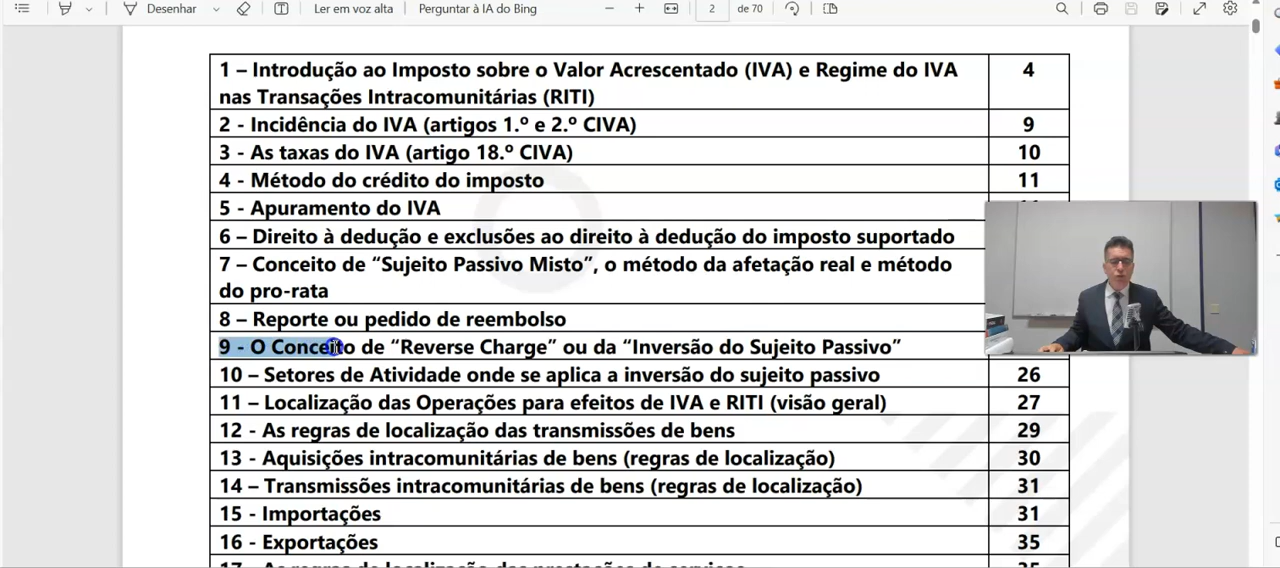 Desenhar
Ler em voz alta
Perguntar à IA do Bing
2
de 70
1 – Introdução ao Imposto sobre o Valor Acrescentado (IVA) e Regime do IVA
nas Transações Intracomunitárias (RITI)
4
2 - Incidência do IVA (artigos 1.º e 2.º CIVA)
9
3 - As taxas do IVA (artigo 18.º CIVA)
10
4 - Método do crédito do imposto
11
5 - Apuramento do IVA
6 – Direito à dedução e exclusões ao direito à dedução do imposto suportado
7 – Conceito de “Sujeito Passivo Misto”, o método da afetação real e método
do pro-rata
8 – Reporte ou pedido de reembolso
9 - O Conceito de “Reverse Charge” ou da “Inversão do Sujeito Passivo”
10 – Setores de Atividade onde se aplica a inversão do sujeito passivo
26
11 – Localização das Operações para efeitos de IVA e RITI (visão geral)
27
12 - As regras de localização das transmissões de bens
29
13 - Aquisições intracomunitárias de bens (regras de localização)
30
14 – Transmissões intracomunitárias de bens (regras de localização)
31
15 - Importações
31
16 - Exportações
35